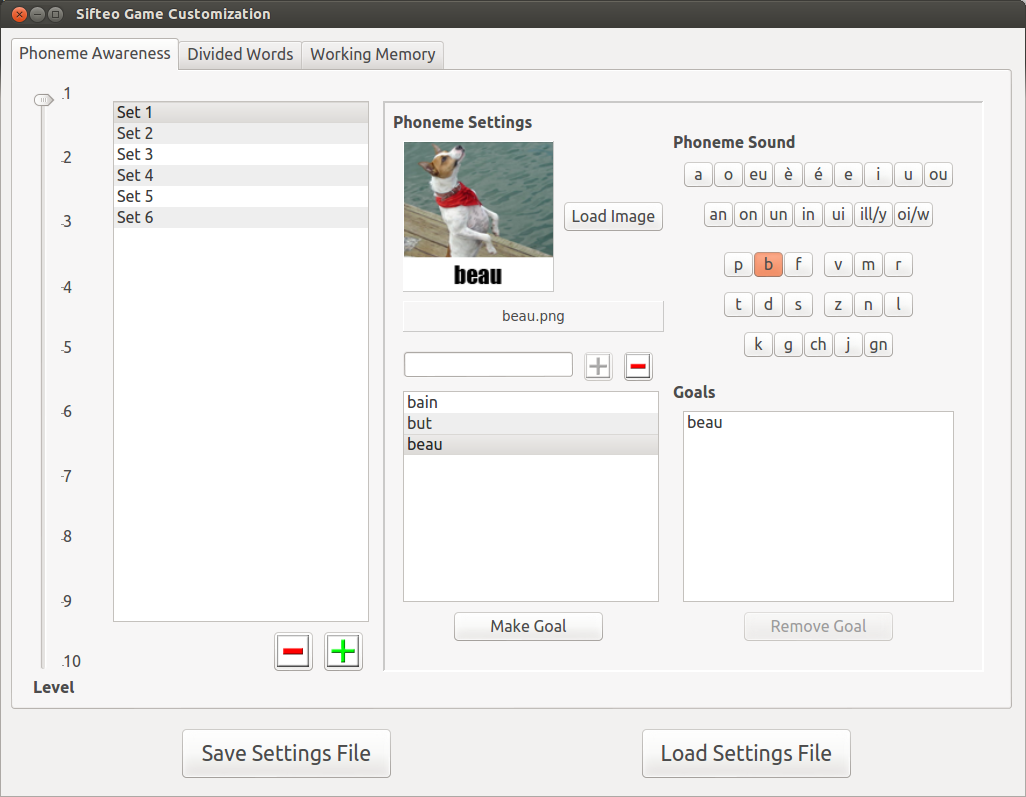 Sifteo Game Customization
Phoneme Awareness Divided Words Working Memory
1
2
3
4
5
6
7
8
9
10
Level
Set 1
Set 2
Set 3
Set 4
Set 5
Set 6
Phoneme Settings
beau
Load Image
beau.png
bain
but
beau
Make Goal
Phoneme Sound
a o eu è é e i u ou
an on un in ui ill/y oi/w
p b f v m r
t d s z n l
k g ch j gn
Goals
beau
Remove Goal
Save Settings File Load Settings File